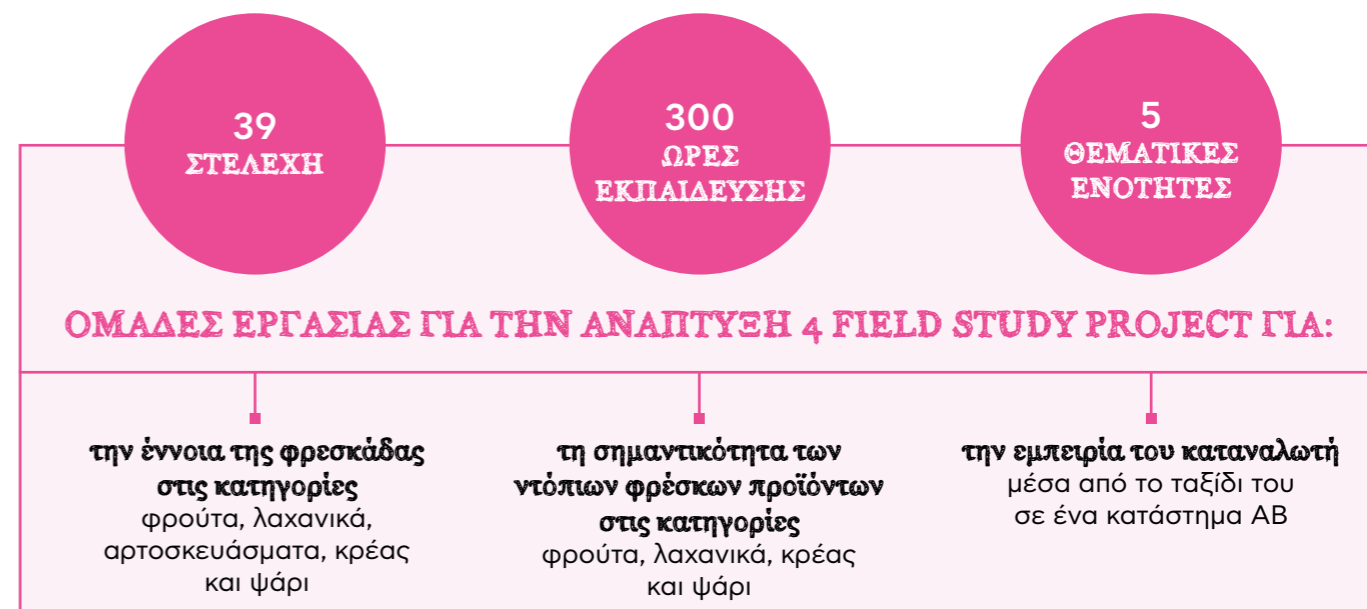 39
ΣΤΕΛΕΧΗ
300
ΩΡΕΣ
ΕΚΠΑΙΔΕΥΣΗΣ
5
ΘΕΜΑΤΙΚΕΣ
ΕΝΟΤΗΤΕΣ
ΟΜΑΔΕΣ ΕΡΓΑΣΙΑΣ ΓΙΑ ΤΗΝ ΑΝΑΠΤΥΞΗ 4 FIELD STUDY PROJECT ΓΙΑ:
την έννοια της φρεσκάδας
στις κατηγορίες
φρούτα, λαχανικά,
αρτοσκευάσματα, κρέας
και ψάρι
τη σημαντικότητα των
ντόπιων φρέσκων προϊόντων
στις κατηγορίες
φρούτα, λαχανικά, κρέας
και ψάρι
την εμπειρία του καταναλωτή
μέσα από το ταξίδι του
σε ένα κατάστημα ΑΒ